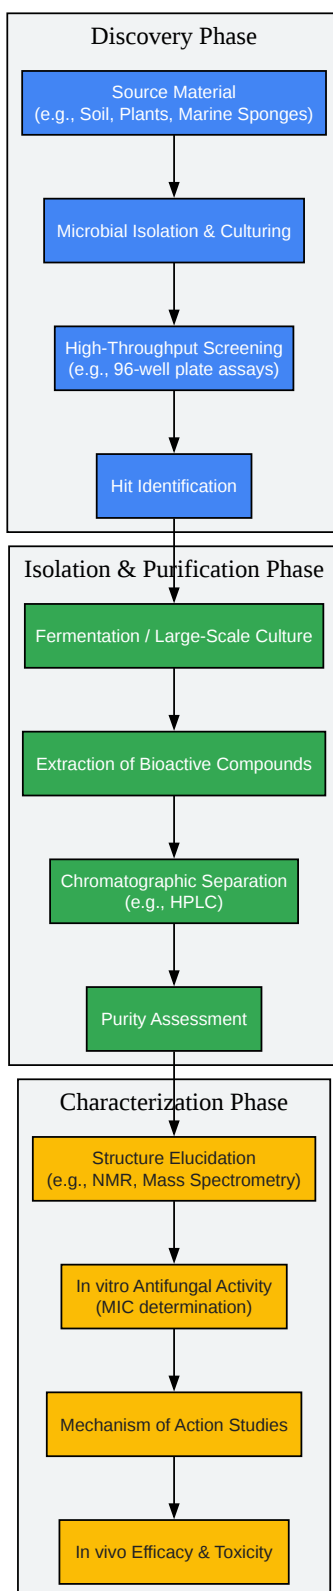 Discovery Phase
Source Material
(e.g., Soil, Plants, Marine Sponges)
Microbial Isolation & Culturing
High-Throughput Screening
(e.g., 96-well plate assays)
Hit Identification
Isolation & Purification Phase
Fermentation / Large-Scale Culture
Extraction of Bioactive Compounds
Chromatographic Separation
(e.g., HPLC)
Purity Assessment
Characterization Phase
Structure Elucidation
(e.g., NMR, Mass Spectrometry)
In vitro Antifungal Activity
(MIC determination)
Mechanism of Action Studies
In vivo Efficacy & Toxicity